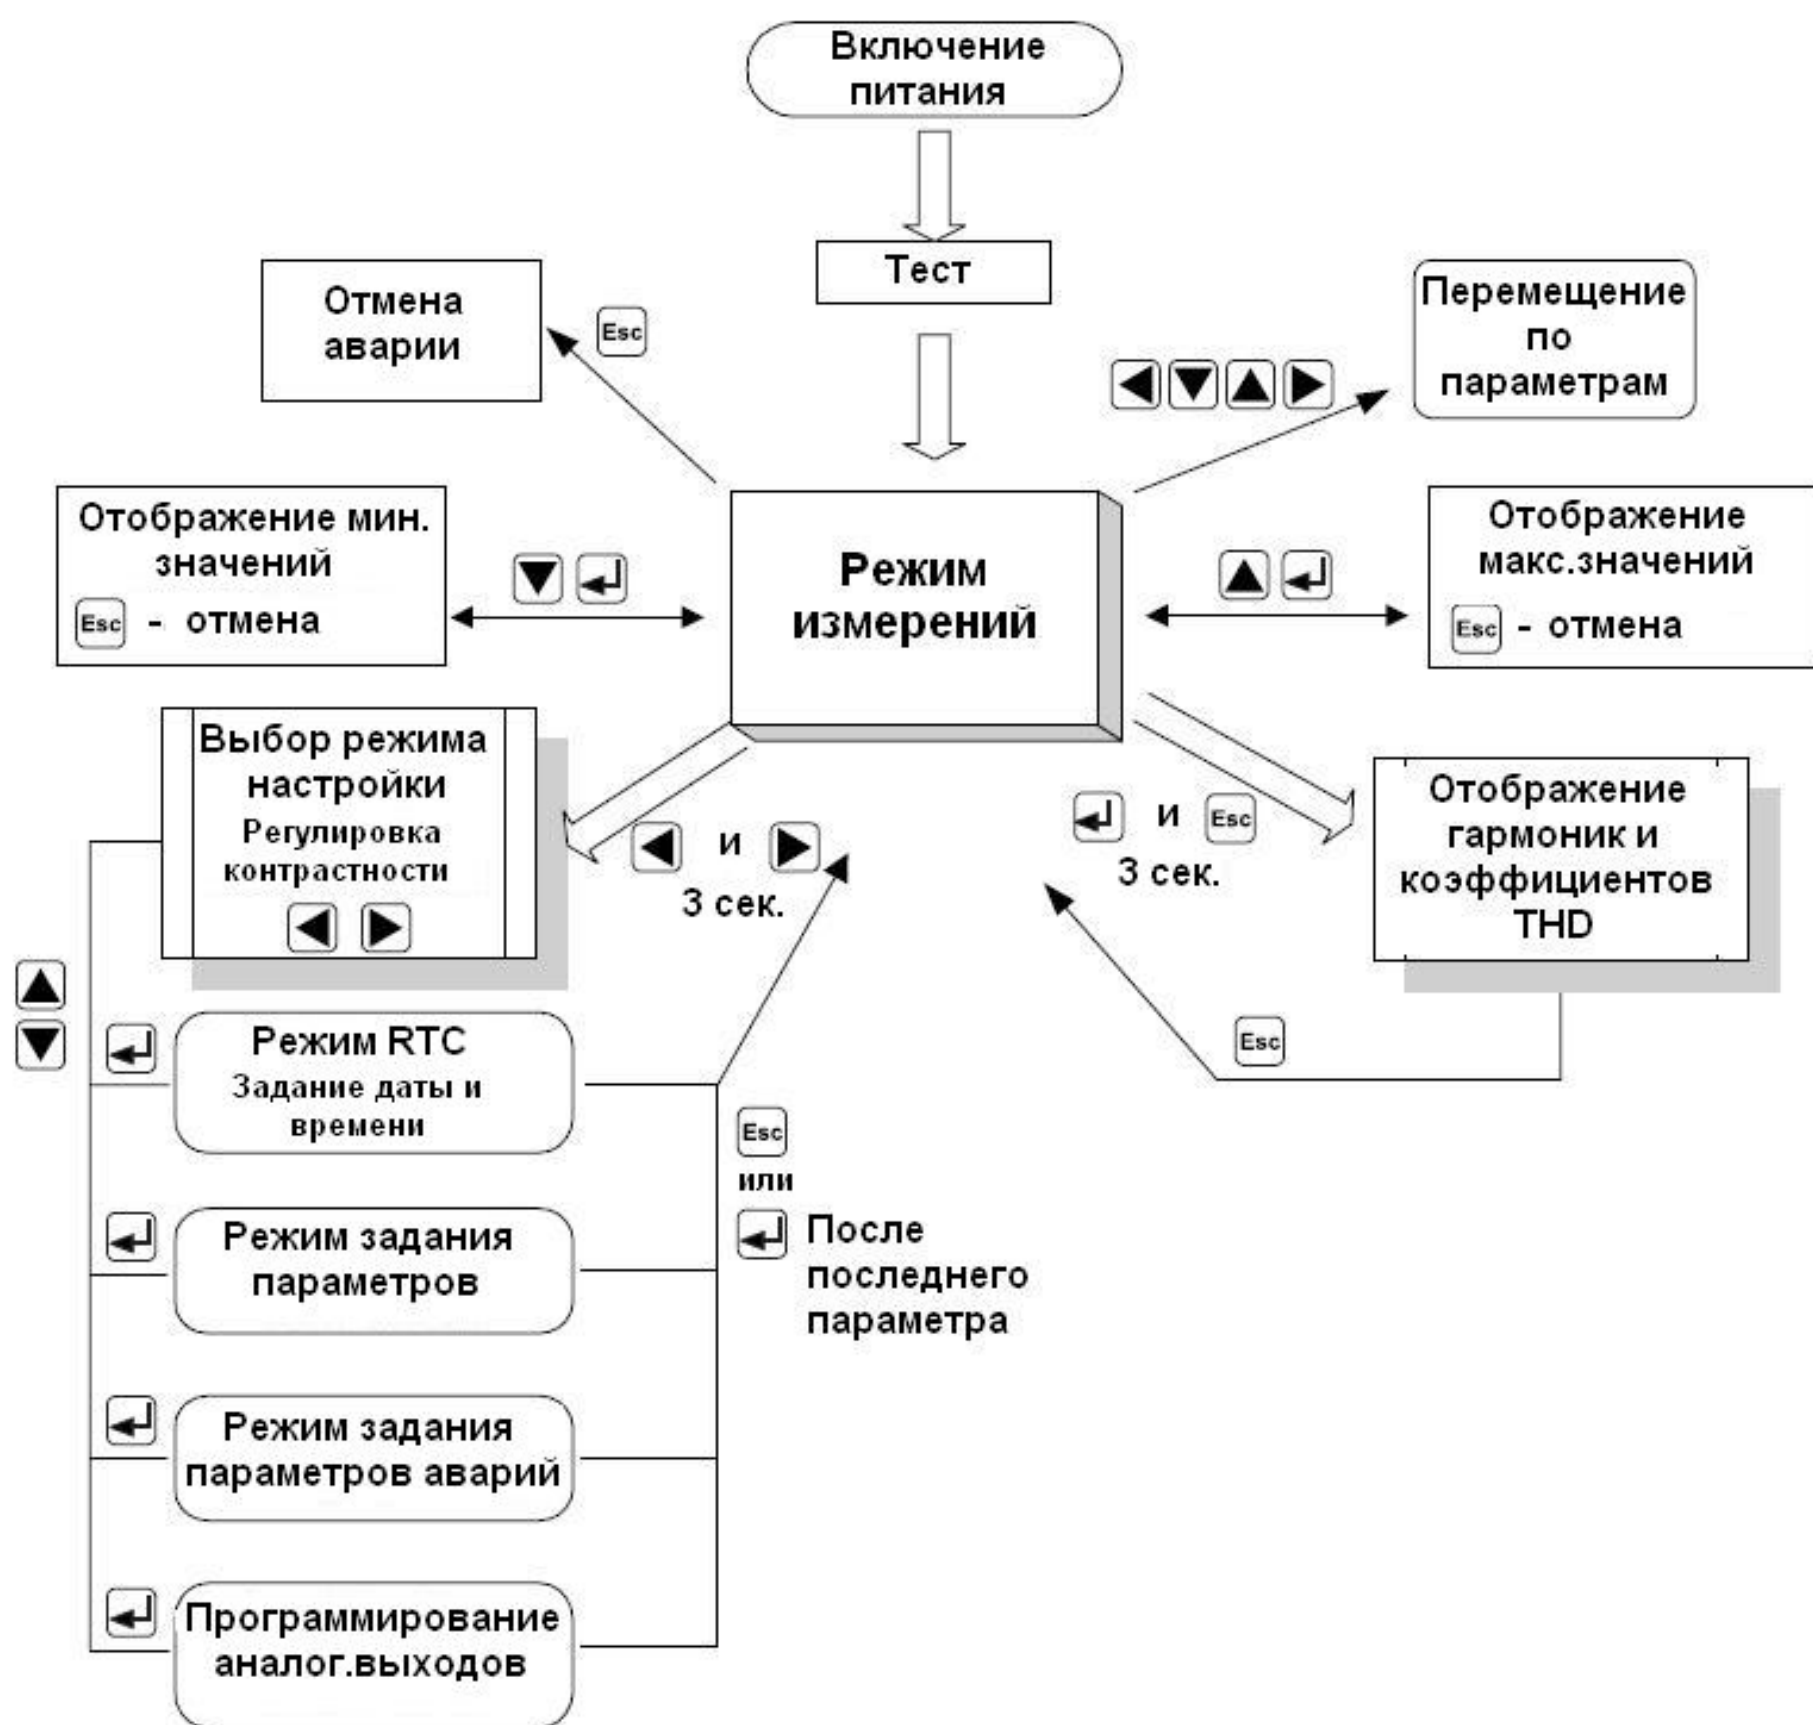 Включение
питания
Тест
Отмена
аварии
Esc
Перемещение
по
параметрам
Отображение мин.
значений
Esc - отмена
Режим
измерений
Отображение
макс.значений
Esc - отмена
Выбор режима
настройки
Регулировка
контрастности
и
3 сек.
и Esc
3 сек.
Отображение
гармоник и
коэффициентов
THD
Esc
Режим RTC
Задание даты и
времени
Esc
или
После
последнего
параметра
Режим задания
параметров
Режим задания
параметров аварий
Программирование
аналог.выходов